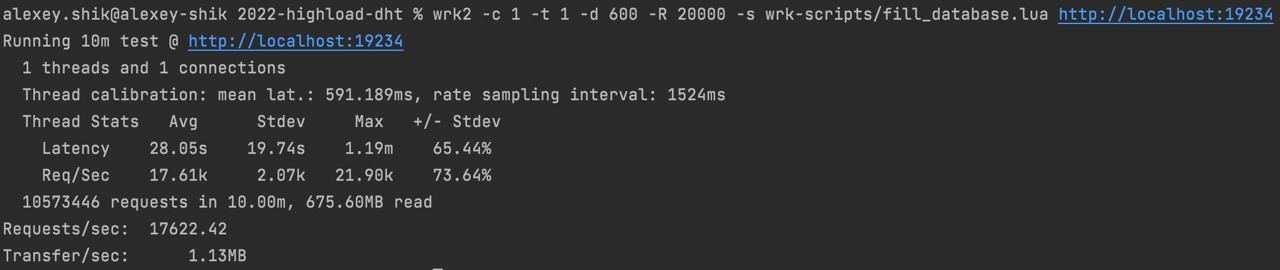 alexey.shik@alexey-shik 2022-highload-dht % wrk2 -c 1 -t 1 -d 600 -R 20000 -s wrk-scripts/fill_database.lua http://localhost:19234
Running 10m test @ http://localhost:19234
  1 threads and 1 connections
  Thread calibration: mean lat.: 591.189ms, rate sampling interval: 1524ms
  Thread Stats   Avg      Stdev     Max   +/- Stdev
    Latency    28.05s    19.74s    1.19m    65.44%
    Req/Sec    17.61k     2.07k   21.90k    73.64%
  10573446 requests in 10.00m, 675.60MB read
Requests/sec:  17622.42
Transfer/sec:      1.13MB